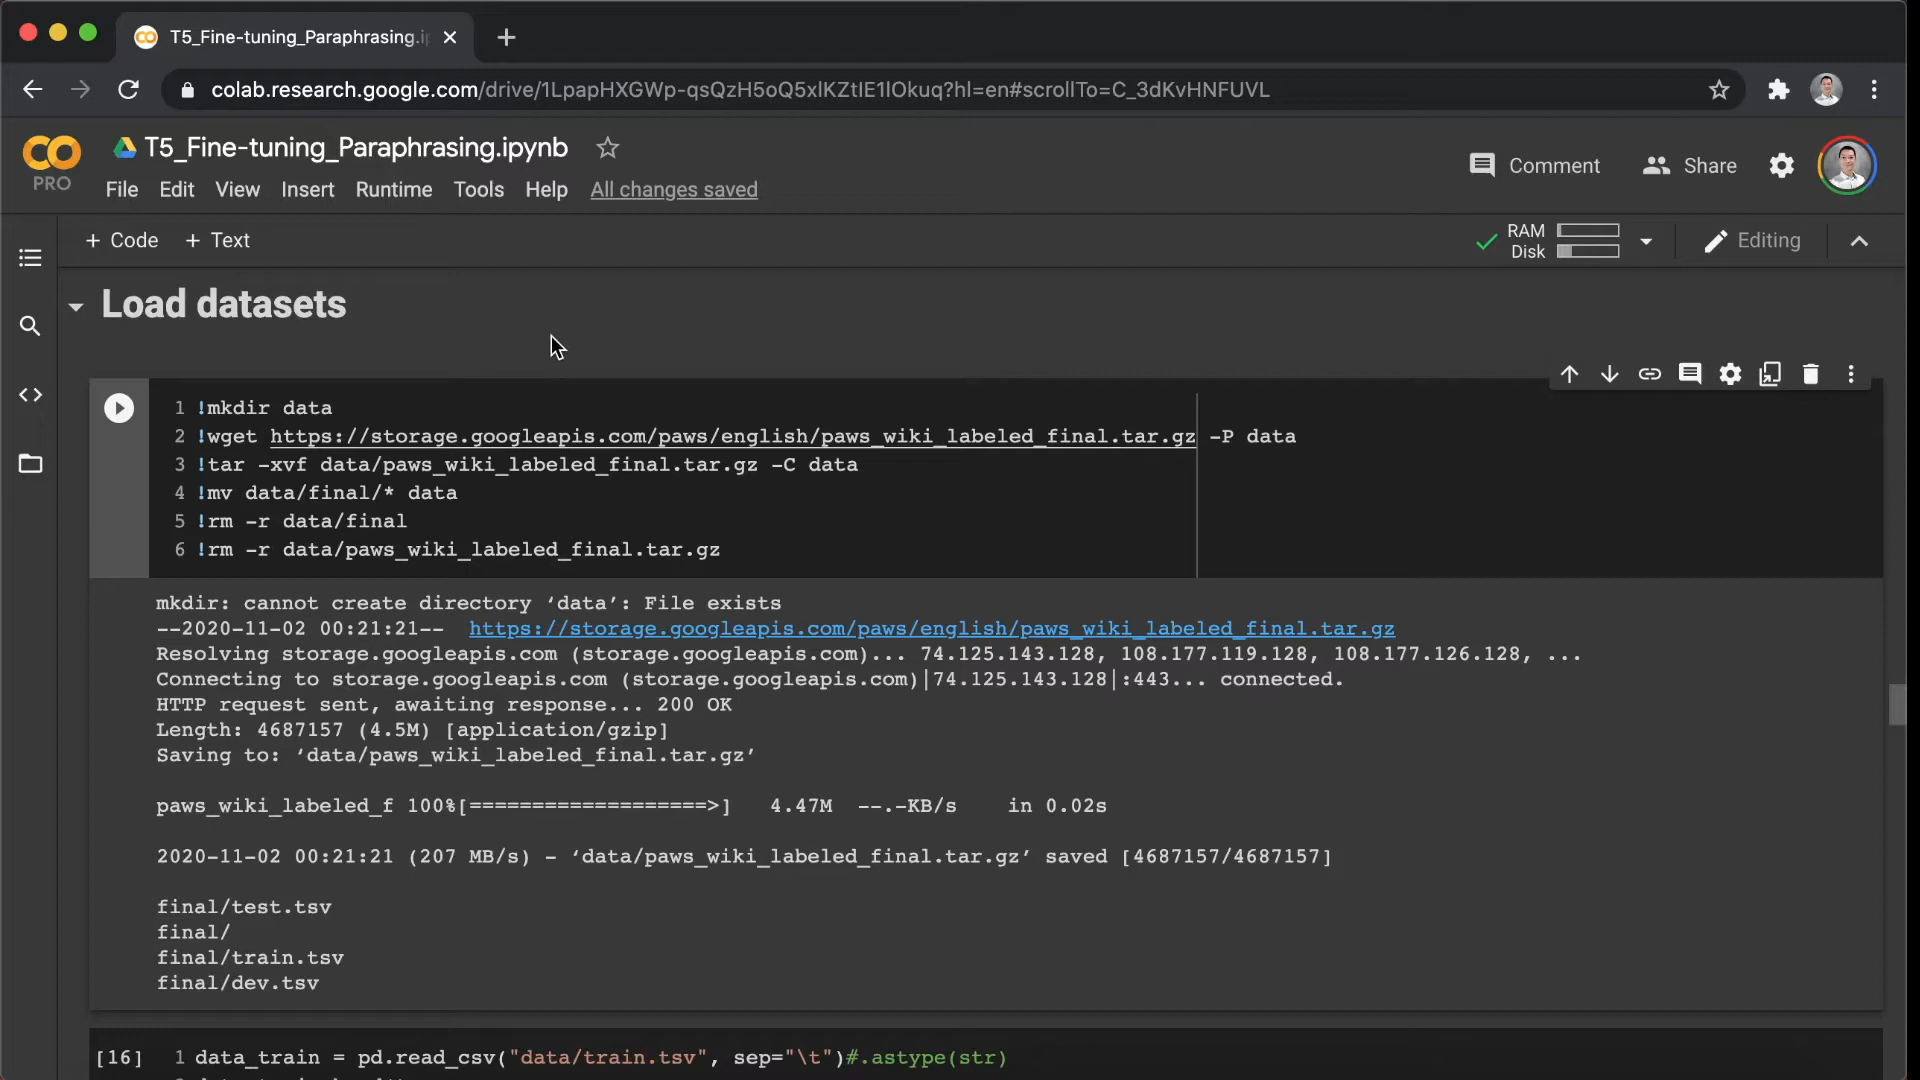 T5_Fine-tuning_Paraphrasing.i
colab.research.google.com/drive/1LpapHXGWp-qsQzH5oQ5xlKZtIE1lOkuq?hl=en#scrollTo=C_3dKvHNFUVL
CO
PRO
T5_Fine-tuning_Paraphrasing.ipynb
Comment
Share
File Edit View Insert Runtime Tools Help All changes saved
+ Code + Text
RAM
Disk
Editing
Load datasets
1 !mkdir data
2 !wget https://storage.googleapis.com/paws/english/paws_wiki_labeled_final.tar.gz -P data
3 !tar -xvf data/paws_wiki_labeled_final.tar.gz -C data
4 !mv data/final/* data
5 !rm -r data/final
6 !rm -r data/paws_wiki_labeled_final.tar.gz
mkdir: cannot create directory ‘data’: File exists
--2020-11-02 00:21:21-- https://storage.googleapis.com/paws/english/paws_wiki_labeled_final.tar.gz
Resolving storage.googleapis.com (storage.googleapis.com)... 74.125.143.128, 108.177.119.128, 108.177.126.128, ...
Connecting to storage.googleapis.com (storage.googleapis.com)|74.125.143.128|:443... connected.
HTTP request sent, awaiting response... 200 OK
Length: 4687157 (4.5M) [application/gzip]
Saving to: ‘data/paws_wiki_labeled_final.tar.gz’
paws_wiki_labeled_f 100%[===================>] 4.47M --.-KB/s in 0.02s
2020-11-02 00:21:21 (207 MB/s) - ‘data/paws_wiki_labeled_final.tar.gz’ saved [4687157/4687157]
final/test.tsv
final/
final/train.tsv
final/dev.tsv
[16] 1 data_train = pd.read_csv("data/train.tsv", sep="\t")#.astype(str)